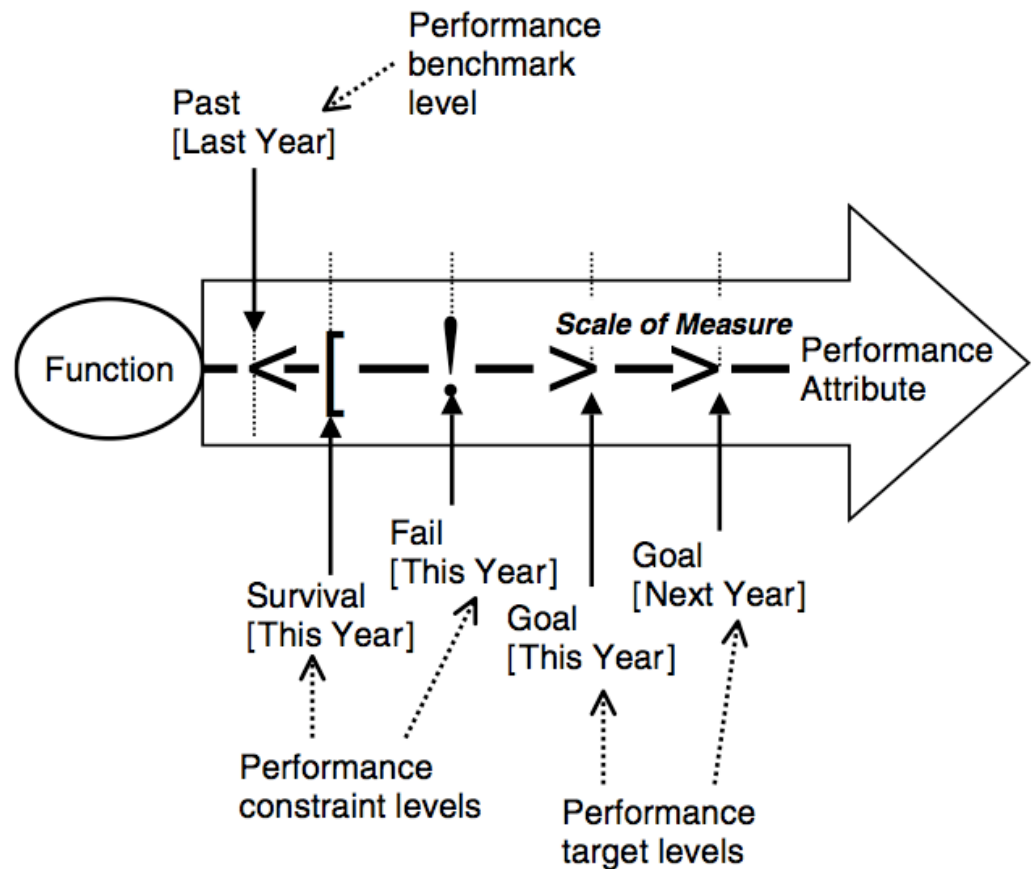 Performance
benchmark
level
Past
[Last Year]
Scale of Measure
Function
< [ ! > >
Performance
Attribute
Fail
[This Year]
Goal
[Next Year]
Survival
[This Year]
Goal
[This Year]
Performance
constraint levels
Performance
target levels